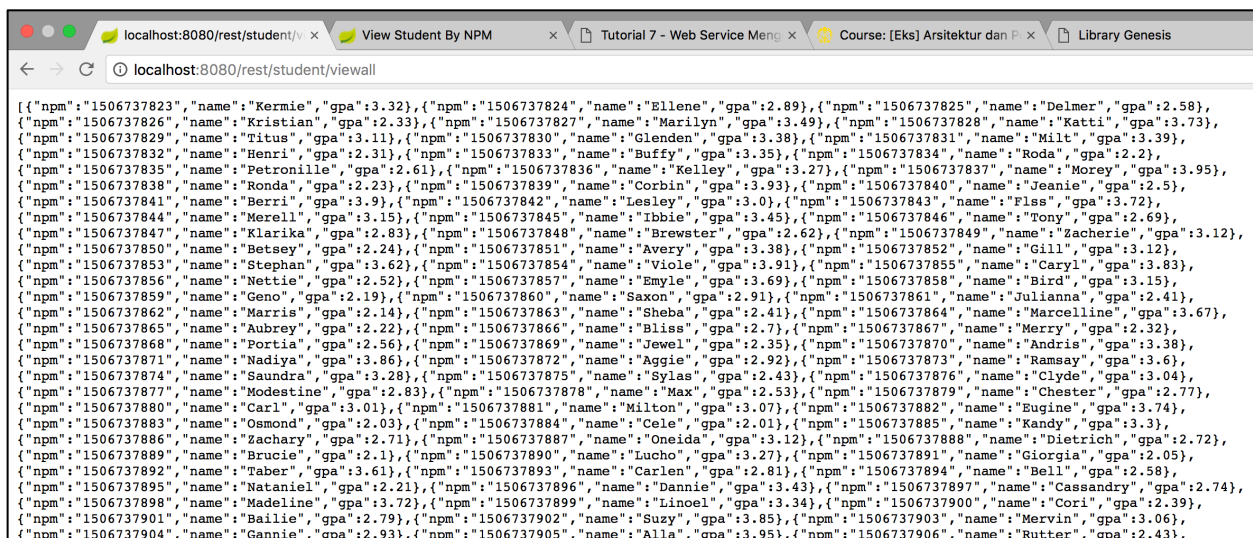 localhost:8080/rest/student/v
View Student By NPM
Tutorial 7 - Web Service Meng
Course: [Eks] Arsitektur dan P
Library Genesis
localhost:8080/rest/student/viewall
[{"npm":"1506737823","name":"Kermie","gpa":3.32},{"npm":"1506737824","name":"Ellene","gpa":2.89},{"npm":"1506737825","name":"Delmer","gpa":2.58},
{"npm":"1506737826","name":"Kristian","gpa":2.33},{"npm":"1506737827","name":"Marilyn","gpa":3.49},{"npm":"1506737828","name":"Katti","gpa":3.73},
{"npm":"1506737829","name":"Titus","gpa":3.11},{"npm":"1506737830","name":"Glenden","gpa":3.38},{"npm":"1506737831","name":"Milt","gpa":3.39},
{"npm":"1506737832","name":"Henri","gpa":2.31},{"npm":"1506737833","name":"Buffy","gpa":3.35},{"npm":"1506737834","name":"Roda","gpa":2.2},
{"npm":"1506737835","name":"Petronille","gpa":2.61},{"npm":"1506737836","name":"Kelley","gpa":3.27},{"npm":"1506737837","name":"Morey","gpa":3.95},
{"npm":"1506737838","name":"Ronda","gpa":2.23},{"npm":"1506737839","name":"Corbin","gpa":3.93},{"npm":"1506737840","name":"Jeanie","gpa":2.5},
{"npm":"1506737841","name":"Berri","gpa":3.9},{"npm":"1506737842","name":"Lesley","gpa":3.0},{"npm":"1506737843","name":"Flss","gpa":3.72},
{"npm":"1506737844","name":"Merell","gpa":3.15},{"npm":"1506737845","name":"Ibbie","gpa":3.45},{"npm":"1506737846","name":"Tony","gpa":2.69},
{"npm":"1506737847","name":"Klarika","gpa":2.83},{"npm":"1506737848","name":"Brewster","gpa":2.62},{"npm":"1506737849","name":"Zacherie","gpa":3.12},
{"npm":"1506737850","name":"Betsey","gpa":2.24},{"npm":"1506737851","name":"Avery","gpa":3.38},{"npm":"1506737852","name":"Gill","gpa":3.12},
{"npm":"1506737853","name":"Stephan","gpa":3.62},{"npm":"1506737854","name":"Viole","gpa":3.91},{"npm":"1506737855","name":"Caryl","gpa":3.83},
{"npm":"1506737856","name":"Nettie","gpa":2.52},{"npm":"1506737857","name":"Emyle","gpa":3.69},{"npm":"1506737858","name":"Bird","gpa":3.15},
{"npm":"1506737859","name":"Geno","gpa":2.19},{"npm":"1506737860","name":"Saxon","gpa":2.91},{"npm":"1506737861","name":"Julianna","gpa":2.41},
{"npm":"1506737862","name":"Marris","gpa":2.14},{"npm":"1506737863","name":"Sheba","gpa":2.41},{"npm":"1506737864","name":"Marcelline","gpa":3.67},
{"npm":"1506737865","name":"Aubrey","gpa":2.22},{"npm":"1506737866","name":"Bliss","gpa":2.7},{"npm":"1506737867","name":"Merry","gpa":2.32},
{"npm":"1506737868","name":"Portia","gpa":2.56},{"npm":"1506737869","name":"Jewel","gpa":2.35},{"npm":"1506737870","name":"Andris","gpa":3.38},
{"npm":"1506737871","name":"Nadiya","gpa":3.86},{"npm":"1506737872","name":"Aggie","gpa":2.92},{"npm":"1506737873","name":"Ramsay","gpa":3.6},
{"npm":"1506737874","name":"Saundra","gpa":3.28},{"npm":"1506737875","name":"Sylas","gpa":2.43},{"npm":"1506737876","name":"Clyde","gpa":3.04},
{"npm":"1506737877","name":"Modestine","gpa":2.83},{"npm":"1506737878","name":"Max","gpa":2.53},{"npm":"1506737879","name":"Chester","gpa":2.77},
{"npm":"1506737880","name":"Carl","gpa":3.01},{"npm":"1506737881","name":"Milton","gpa":3.07},{"npm":"1506737882","name":"Eugine","gpa":3.74},
{"npm":"1506737883","name":"Osmond","gpa":2.03},{"npm":"1506737884","name":"Cele","gpa":2.01},{"npm":"1506737885","name":"Kandy","gpa":3.3},
{"npm":"1506737886","name":"Zachary","gpa":2.71},{"npm":"1506737887","name":"Oneida","gpa":3.12},{"npm":"1506737888","name":"Dietrich","gpa":2.72},
{"npm":"1506737889","name":"Brucie","gpa":2.1},{"npm":"1506737890","name":"Lucho","gpa":3.27},{"npm":"1506737891","name":"Giorgia","gpa":2.05},
{"npm":"1506737892","name":"Taber","gpa":3.61},{"npm":"1506737893","name":"Carlen","gpa":2.81},{"npm":"1506737894","name":"Bell","gpa":2.58},
{"npm":"1506737895","name":"Nataniel","gpa":2.21},{"npm":"1506737896","name":"Dannie","gpa":3.43},{"npm":"1506737897","name":"Cassandry","gpa":2.74},
{"npm":"1506737898","name":"Madeline","gpa":3.72},{"npm":"1506737899","name":"Linoel","gpa":3.34},{"npm":"1506737900","name":"Cori","gpa":2.39},
{"npm":"1506737901","name":"Bailie","gpa":2.79},{"npm":"1506737902","name":"Suzy","gpa":3.85},{"npm":"1506737903","name":"Mervin","gpa":3.06},
{"npm":"1506737904","name":"Gannie","gpa":2.93},{"npm":"1506737905","name":"Alla","gpa":3.95},{"npm":"1506737906","name":"Rutter","gpa":2.43},